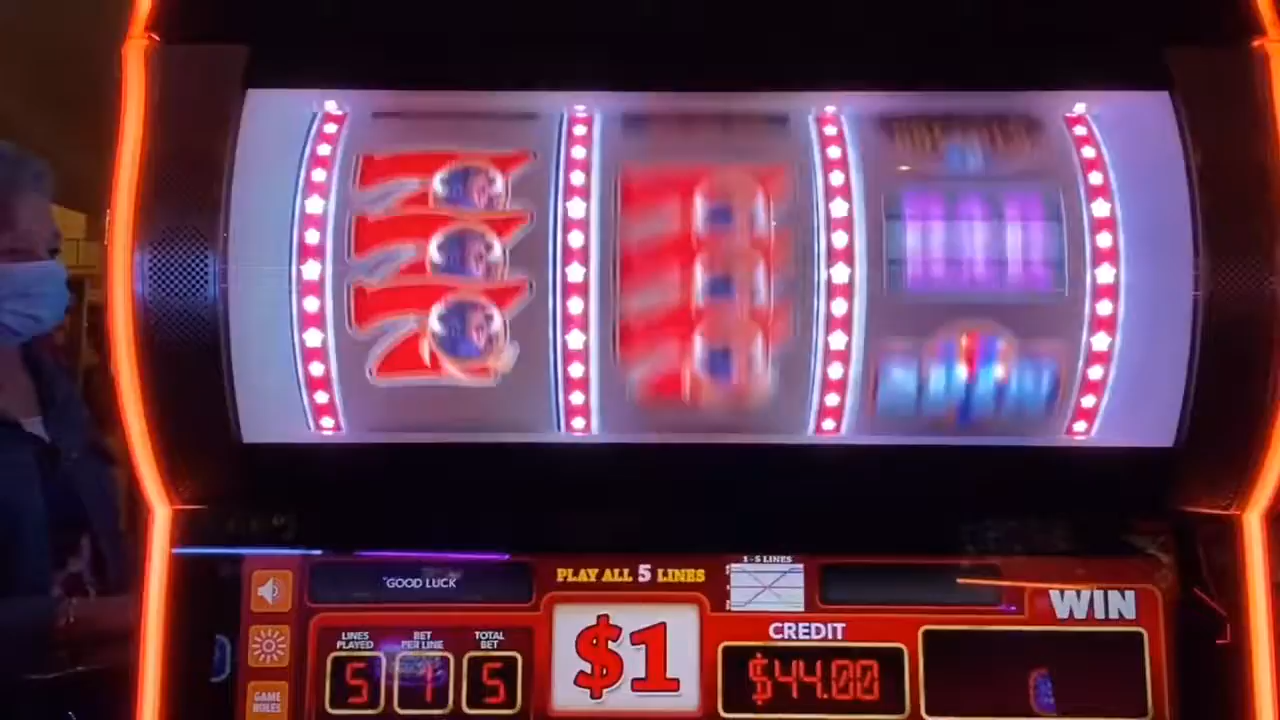 "GOOD LUCK
PLAY ALL 5 LINES
1-5 LINES
WIN
LINES PLAYED
BET PER LINE
TOTAL BET
5
1
5
$1
CREDIT
$44.00
GAME RULES